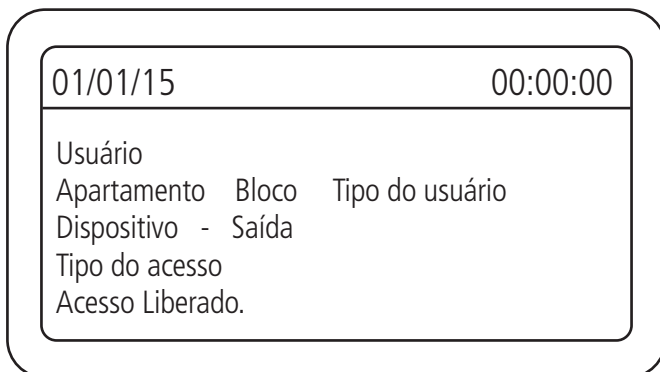 01/01/15 00:00:00
Usuário
Apartamento Bloco Tipo do usuário
Dispositivo - Saída
Tipo do acesso
Acesso Liberado.